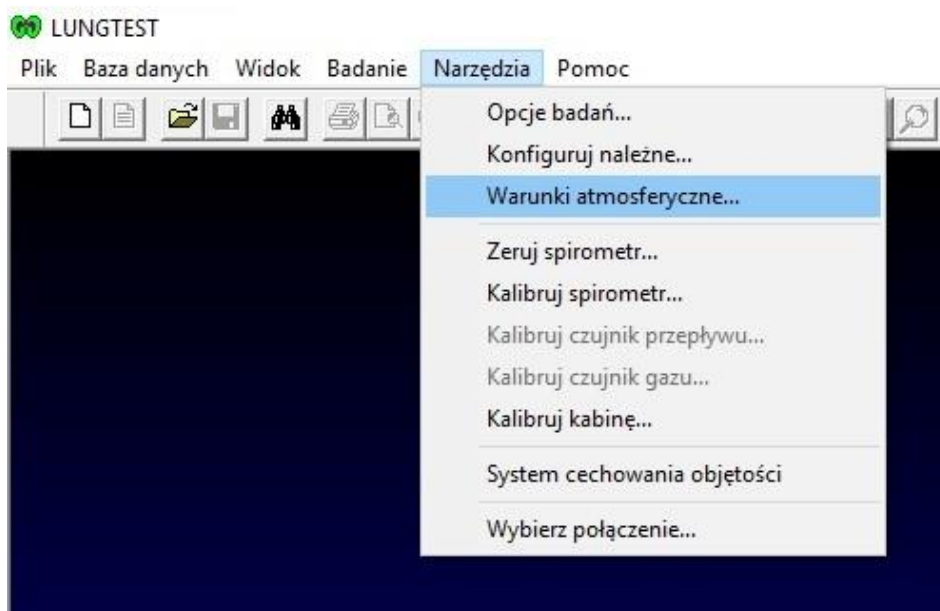 LUNGTEST
Plik Baza danych Widok Badanie Narzędzia Pomoc
Opcje badań...
Konfiguruj należne...
Warunki atmosferyczne...
Zeruj spirometr...
Kalibruj spirometr...
Kalibruj czujnik przepływu...
Kalibruj czujnik gazu...
Kalibruj kabinę...
System cechowania objętości
Wybierz połączenie...